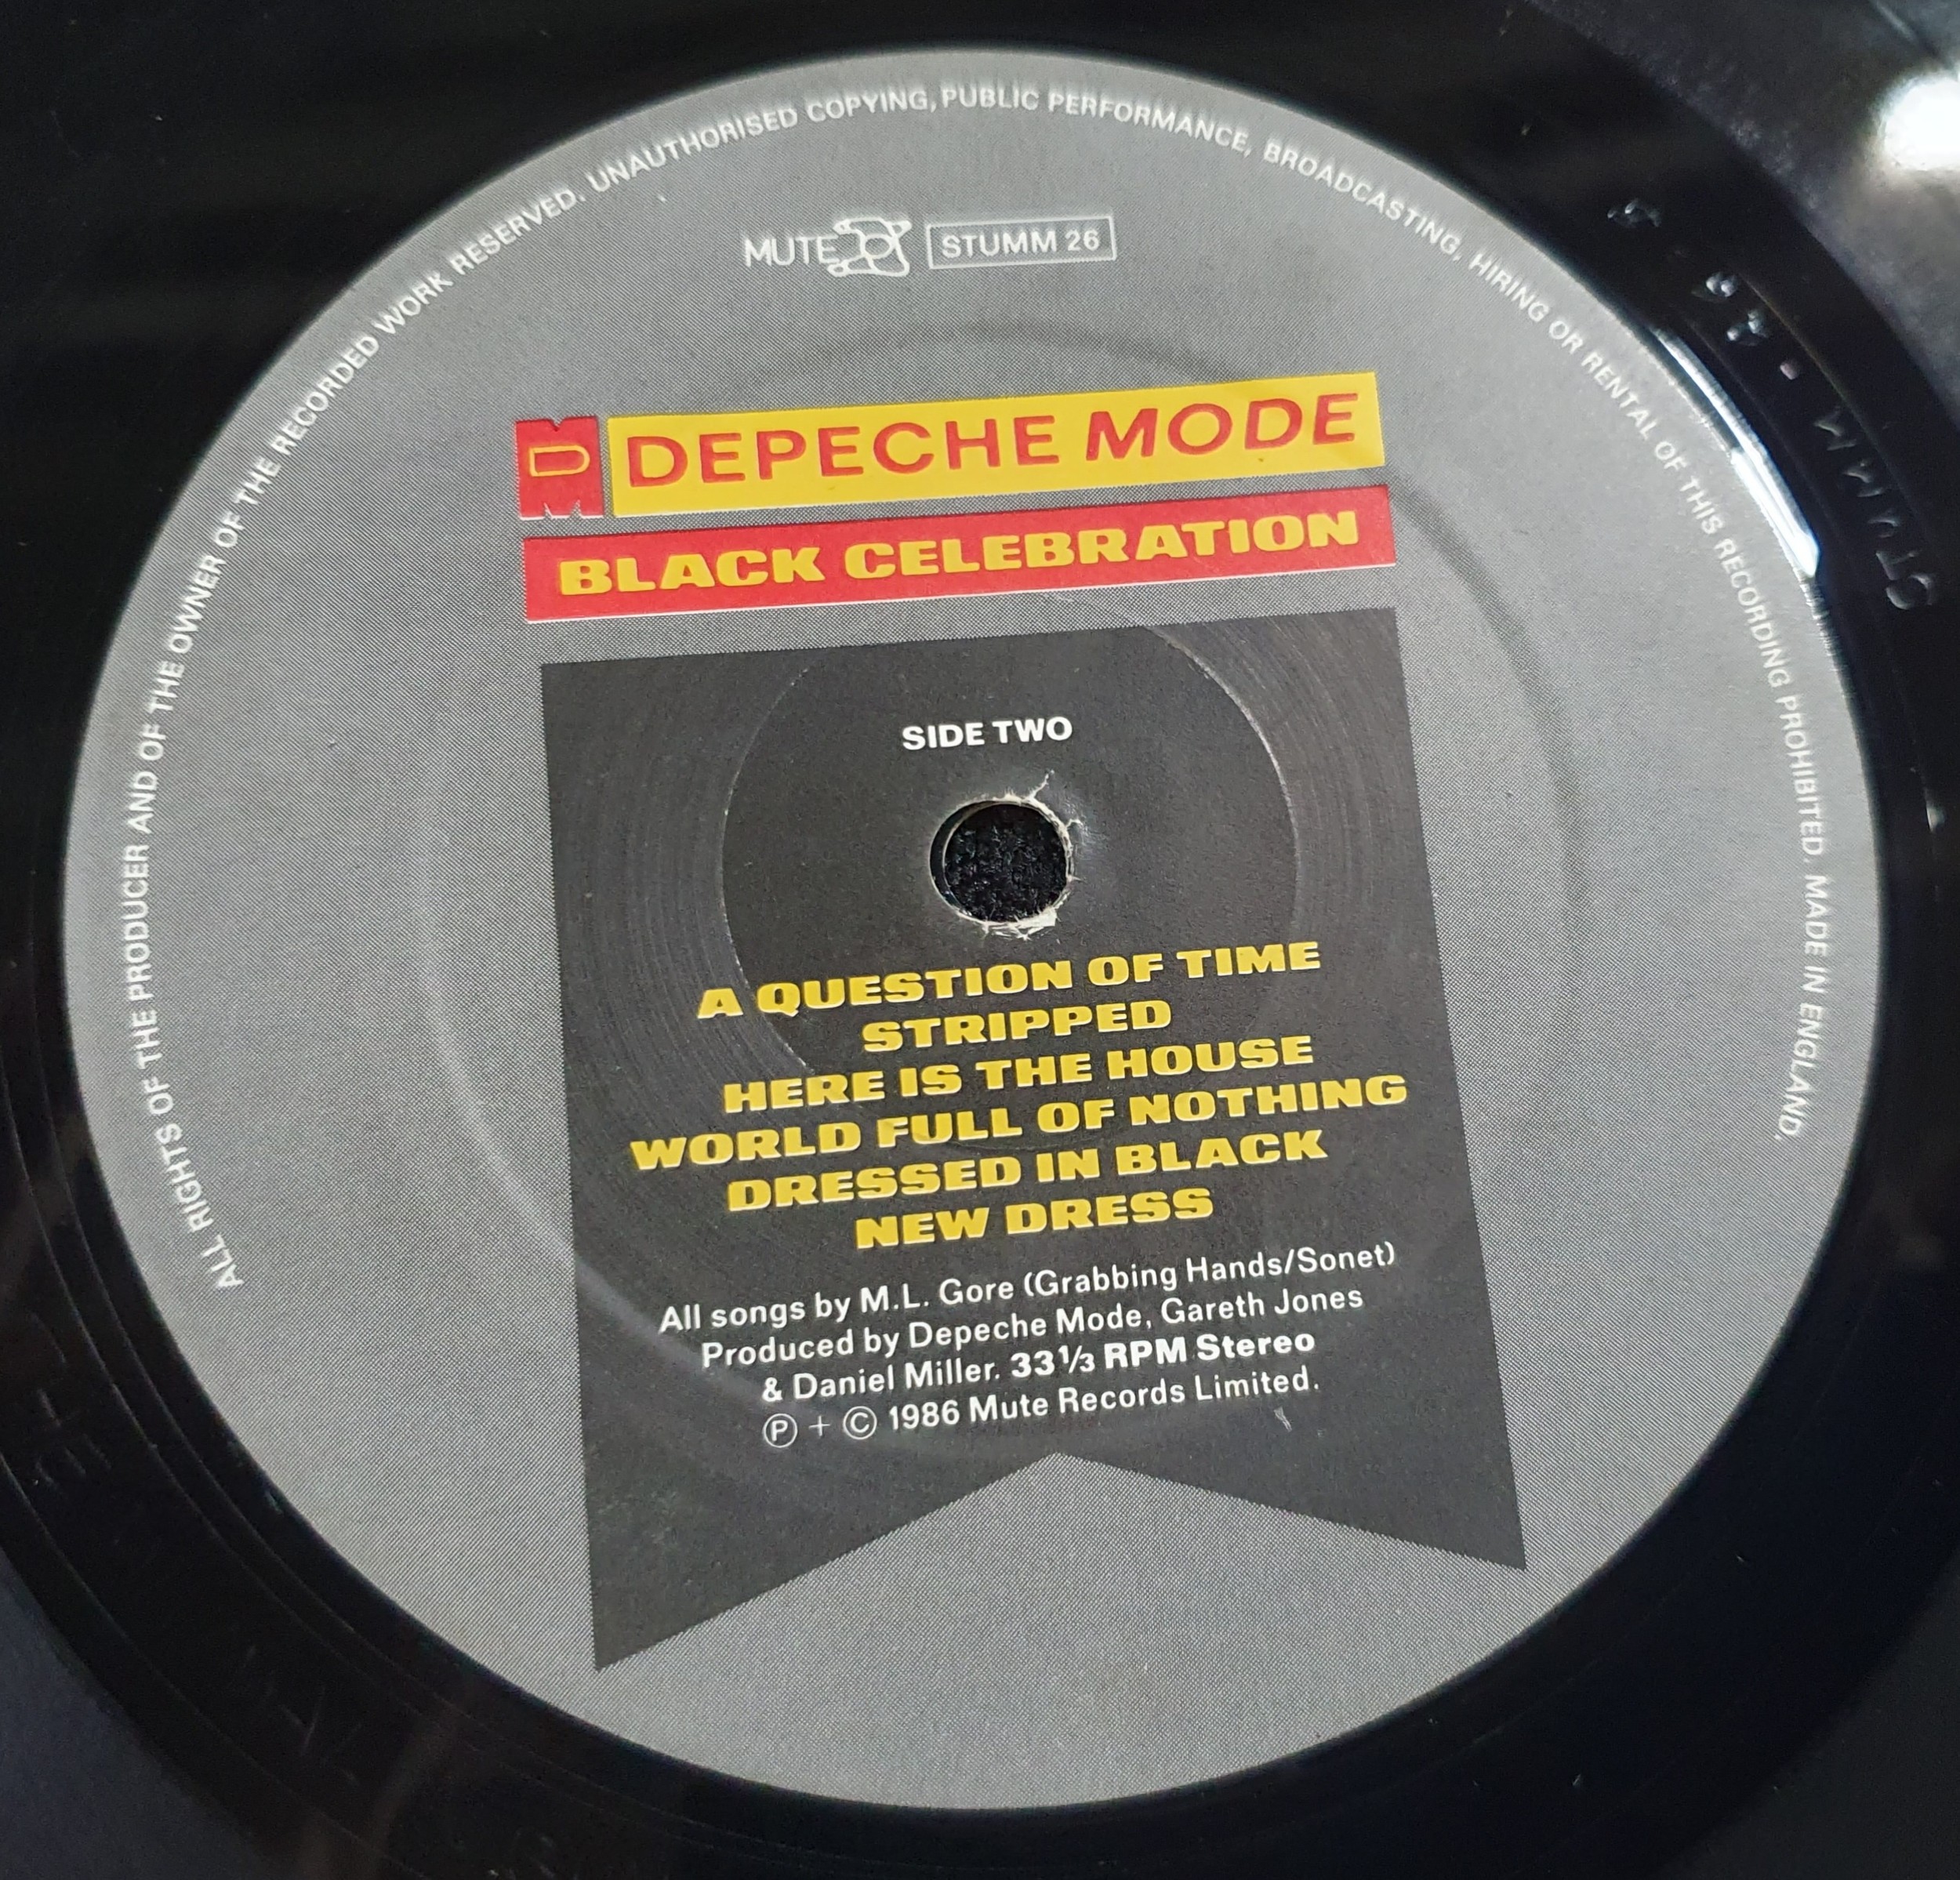 ALL RIGHTS OF THE PRODUCER AND OF THE OWNER OF THE RECORDED WORK RESERVED. UNAUTHORISED COPYING, PUBLIC PERFORMANCE, BROADCASTING, HIRING OR RENTAL OF THIS RECORDING PROHIBITED. MADE IN ENGLAND.
MUTE STUMM 26
DM DEPECHE MODE
BLACK CELEBRATION
SIDE TWO
A QUESTION OF TIME
STRIPPED
HERE IS THE HOUSE
WORLD FULL OF NOTHING
DRESSED IN BLACK
NEW DRESS
All songs by M.L. Gore (Grabbing Hands/Sonet)
Produced by Depeche Mode, Gareth Jones
& Daniel Miller. 33⅓ RPM Stereo
℗ + © 1986 Mute Records Limited.
STUMM